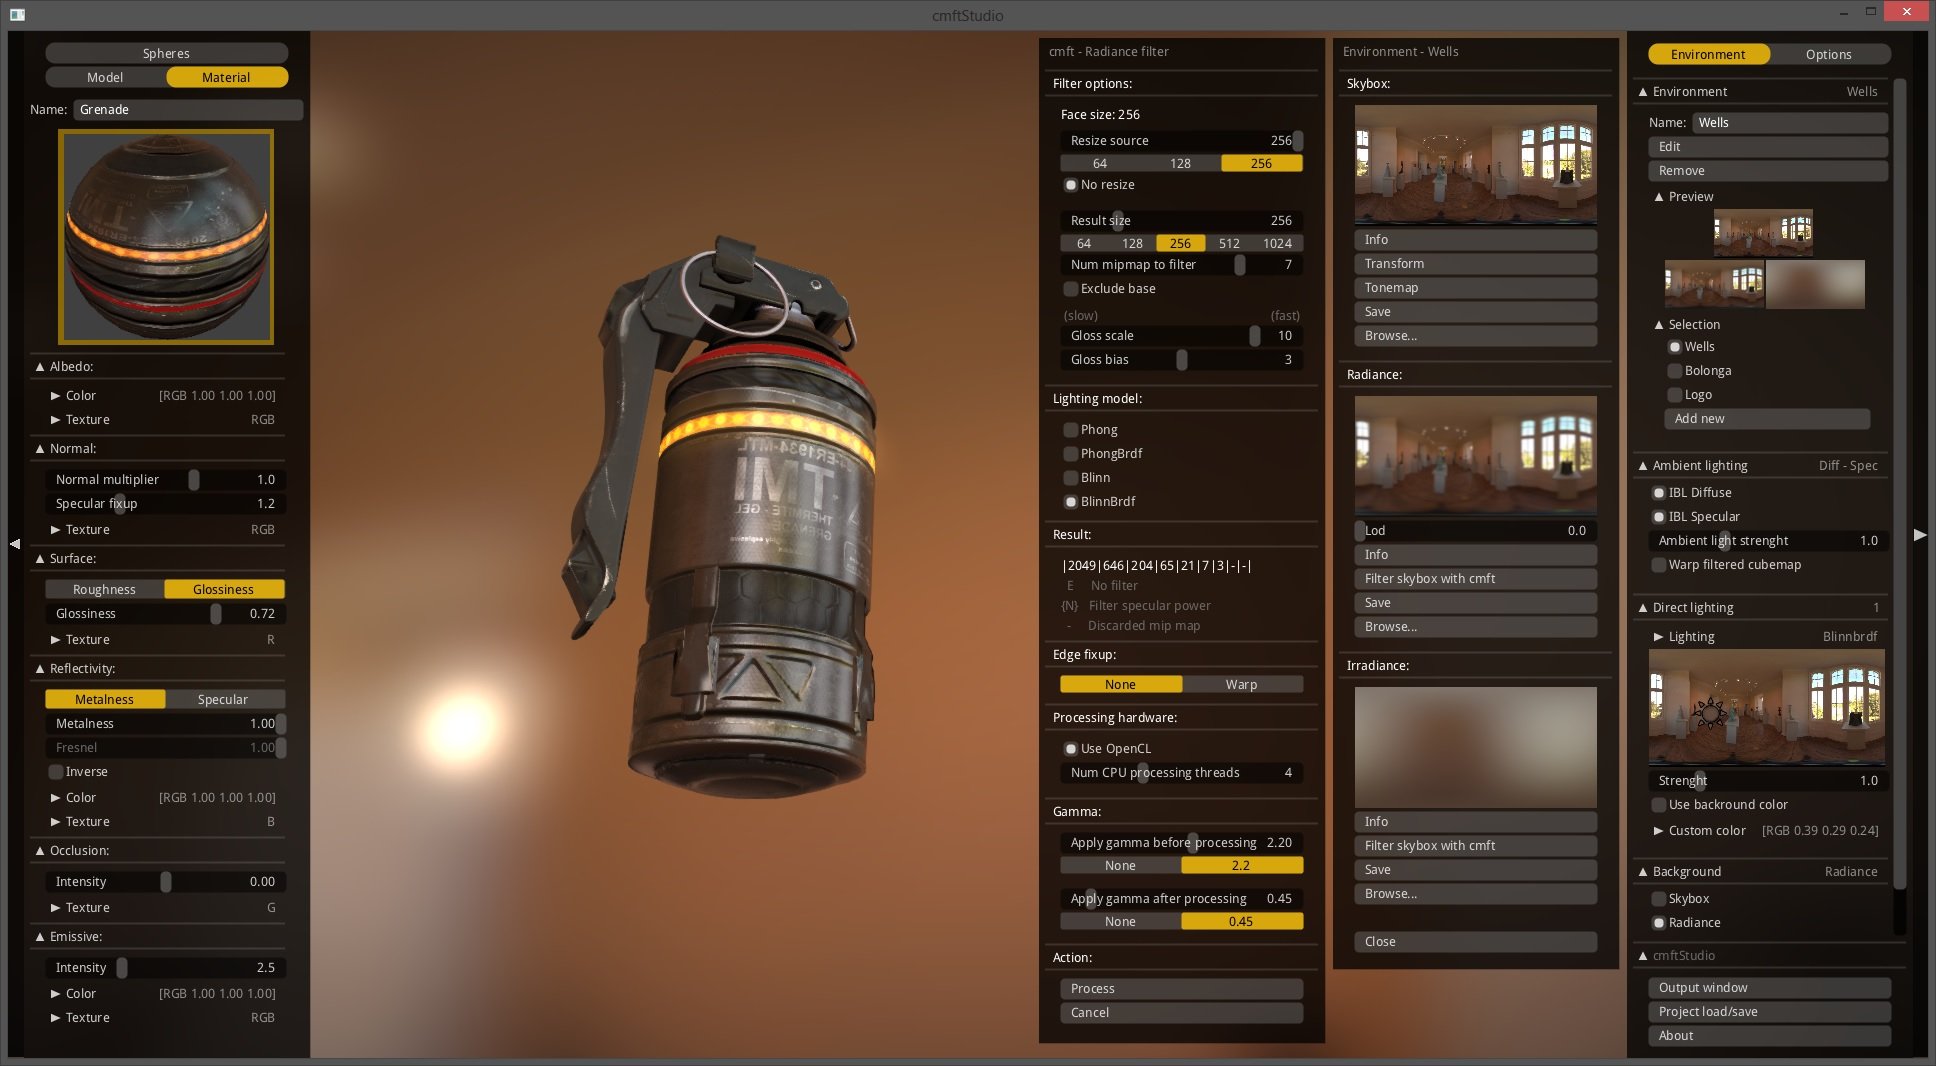 cmftStudio
Spheres
Model Material
Name: Grenade
Albedo:
Color [RGB 1.00 1.00 1.00]
Texture RGB
Normal:
Normal multiplier 1.0
Specular fixup 1.2
Texture RGB
Surface:
Roughness Glossiness
Glossiness 0.72
Texture R
Reflectivity:
Metalness Specular
Metalness 1.00
Fresnel 1.00
Inverse
Color [RGB 1.00 1.00 1.00]
Texture B
Occlusion:
Intensity 0.00
Texture G
Emissive:
Intensity 2.5
Color [RGB 1.00 1.00 1.00]
Texture RGB
ER1934-MTL
TMI
THERMITE - GEL
GRENADE
cmft - Radiance filter
Filter options:
Face size: 256
Resize source 256
64 128 256
No resize
Result size 256
64 128 256 512 1024
Num mipmap to filter 7
Exclude base
(slow) (fast)
Gloss scale 10
Gloss bias 3
Lighting model:
Phong
PhongBrdf
Blinn
BlinnBrdf
Result:
|2049|646|204|65|21|7|3|-|-|
E No filter
{N} Filter specular power
- Discarded mip map
Edge fixup:
None Warp
Processing hardware:
Use OpenCL
Num CPU processing threads 4
Gamma:
Apply gamma before processing 2.20
None 2.2
Apply gamma after processing 0.45
None 0.45
Action:
Process
Cancel
Environment - Wells
Skybox:
Info
Transform
Tonemap
Save
Browse...
Radiance:
Lod 0.0
Info
Filter skybox with cmft
Save
Browse...
Irradiance:
Info
Filter skybox with cmft
Save
Browse...
Close
Environment Options
Environment Wells
Name: Wells
Edit
Remove
Preview
Selection
Wells
Bolonga
Logo
Add new
Ambient lighting Diff - Spec
IBL Diffuse
IBL Specular
Ambient light strenght 1.0
Warp filtered cubemap
Direct lighting 1
Lighting Blinnbrdf
Strenght 1.0
Use backround color
Custom color [RGB 0.39 0.29 0.24]
Background Radiance
Skybox
Radiance
cmftStudio
Output window
Project load/save
About